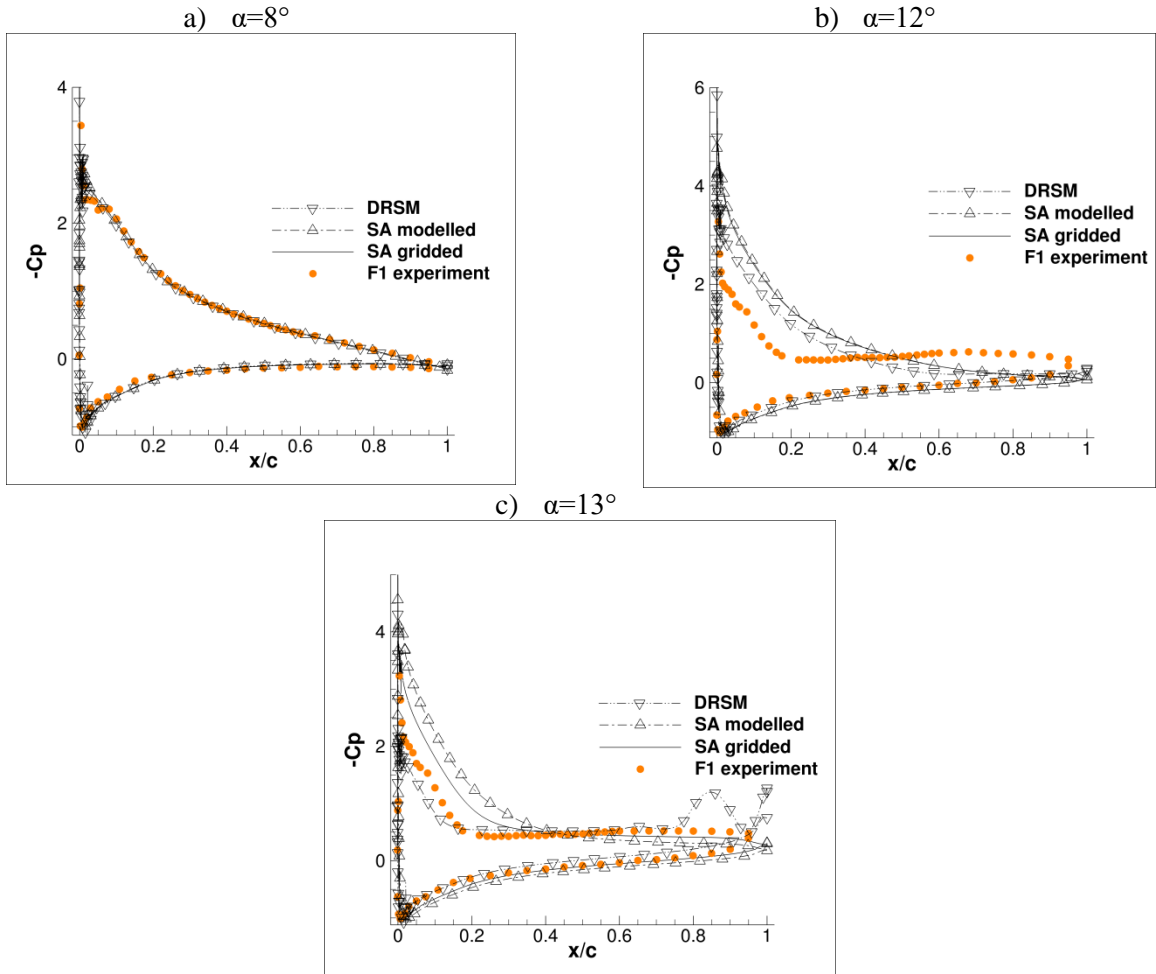 a) α=8°
4
2
0
-Cp
0
0.2
0.4
0.6
0.8
1
x/c
DRSM
SA modelled
SA gridded
F1 experiment
b) α=12°
6
4
2
0
-Cp
0
0.2
0.4
0.6
0.8
1
x/c
DRSM
SA modelled
SA gridded
F1 experiment
c) α=13°
4
2
0
-Cp
0
0.2
0.4
0.6
0.8
1
x/c
DRSM
SA modelled
SA gridded
F1 experiment